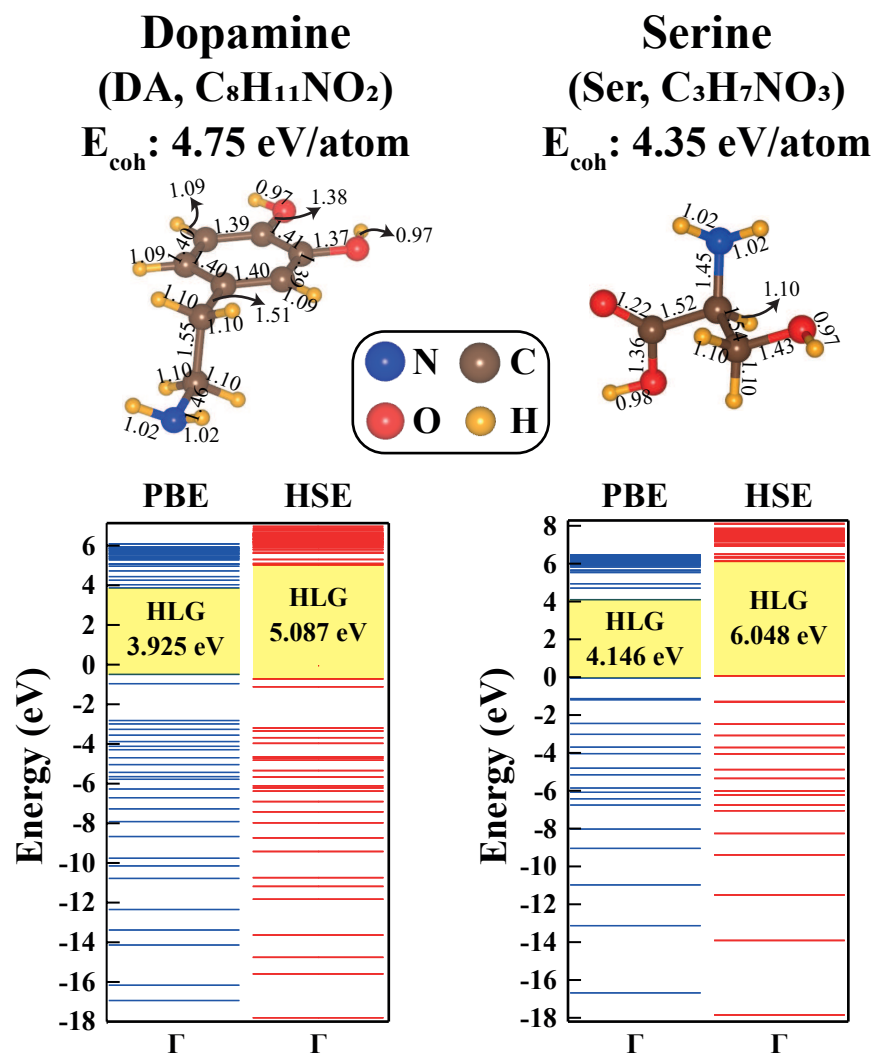 Dopamine
(DA, C₈H₁₁NO₂)
E_coh: 4.75 eV/atom
1.09
0.97
1.38
1.39
1.41
1.37
0.97
1.40
1.39
1.09
1.40
1.40
1.09
1.10
1.10
1.51
1.55
1.10
1.10
1.46
1.02
1.02
Serine
(Ser, C₃H₇NO₃)
E_coh: 4.35 eV/atom
1.02
1.02
1.45
1.22
1.52
1.10
1.54
0.97
1.36
1.10
1.43
1.10
0.98
N C
O H
PBE HSE
Energy (eV)
6
4
2
0
-2
-4
-6
-8
-10
-12
-14
-16
-18
HLG
3.925 eV
HLG
5.087 eV
Γ Γ
PBE HSE
Energy (eV)
8
6
4
2
0
-2
-4
-6
-8
-10
-12
-14
-16
-18
HLG
4.146 eV
HLG
6.048 eV
Γ Γ